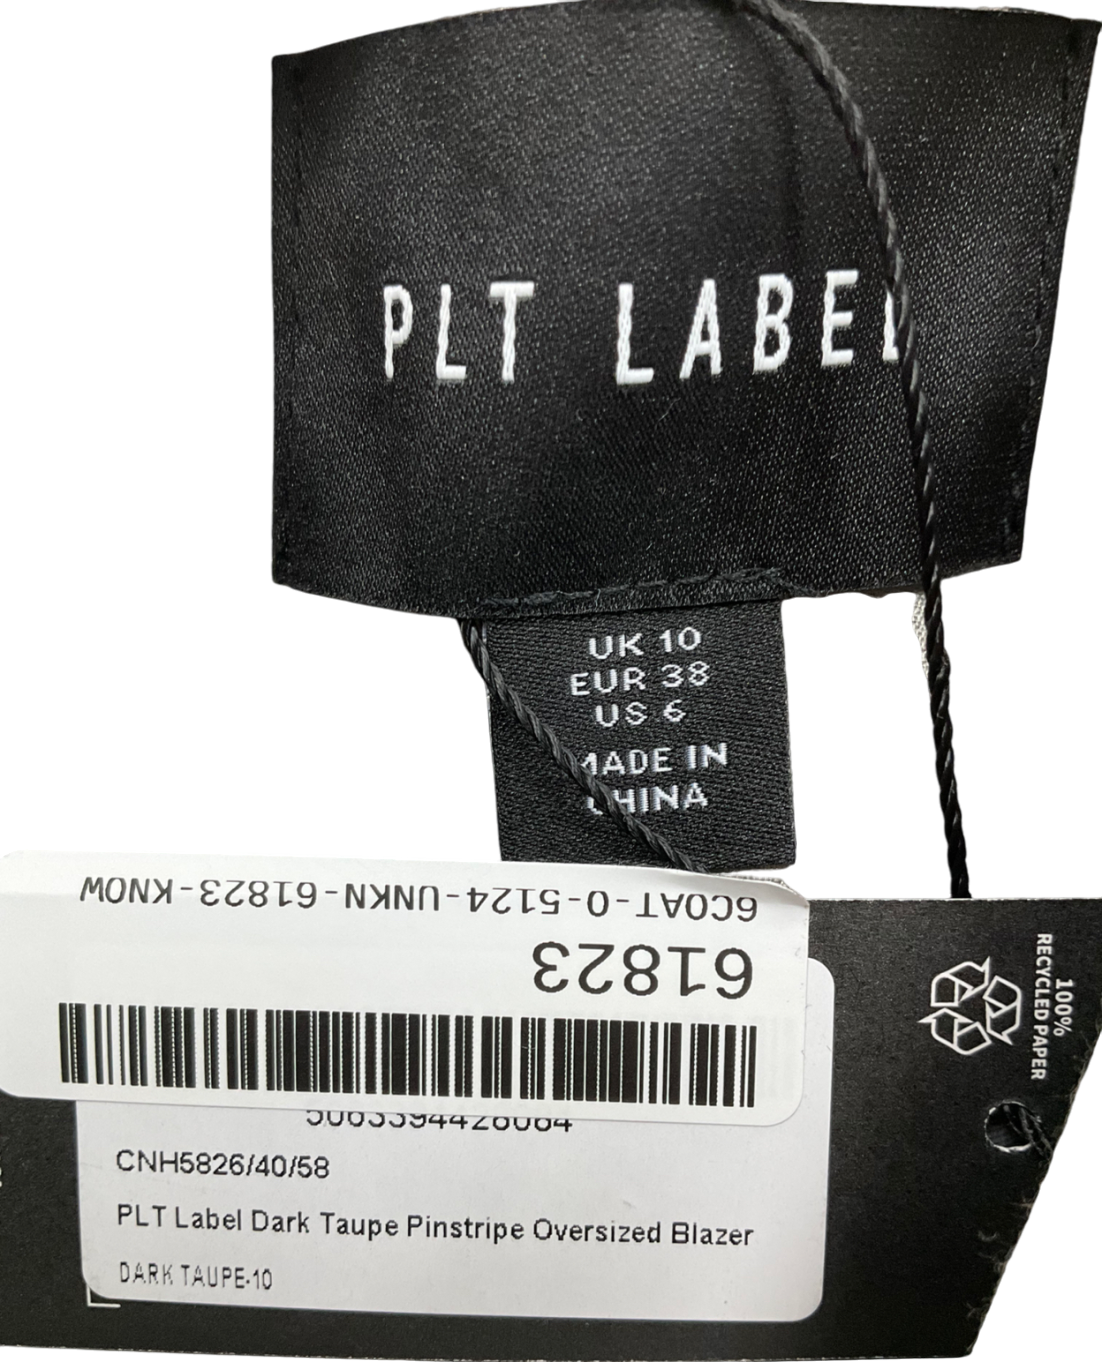 PLT LABEL
UK 10
EUR 38
US 6
MADE IN
CHINA
6COAT-0-5124-UNKN-61823-KNOW
61823
5063394428064
CNH5826/40/58
PLT Label Dark Taupe Pinstripe Oversized Blazer
DARK TAUPE-10
100%
RECYCLED PAPER